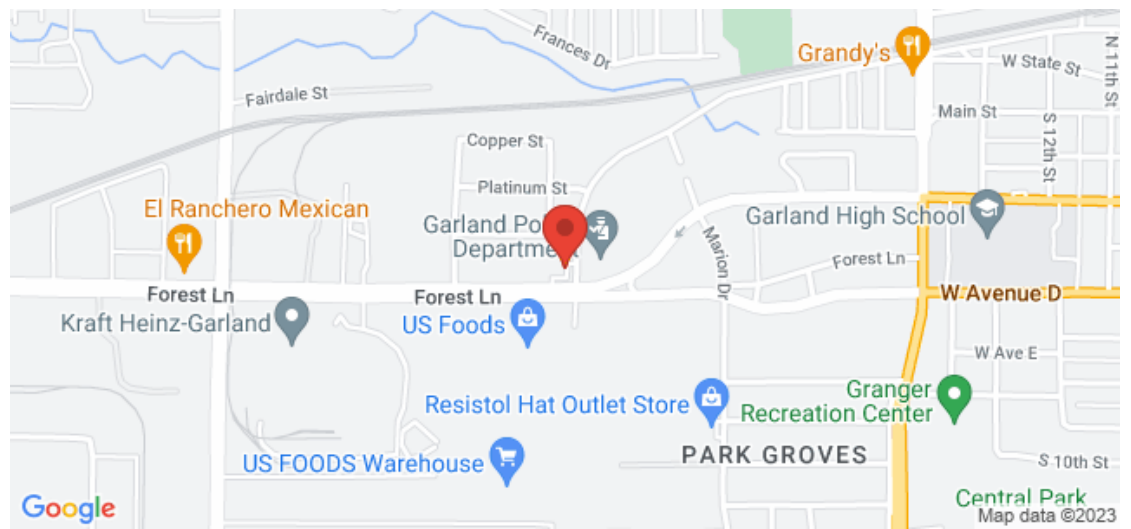 Frances Dr
Grandy's
W State St
N 11th St
Fairdale St
Main St
S 12th St
Copper St
Platinum St
El Ranchero Mexican
Garland High School
Garland Pol
Department
Marion Dr
Forest Ln
Forest Ln
Forest Ln
W Avenue D
Kraft Heinz-Garland
US Foods
W Ave E
Granger
Recreation Center
Resistol Hat Outlet Store
PARK GROVES
US FOODS Warehouse
S 10th St
Central Park
Google
Map data ©2023